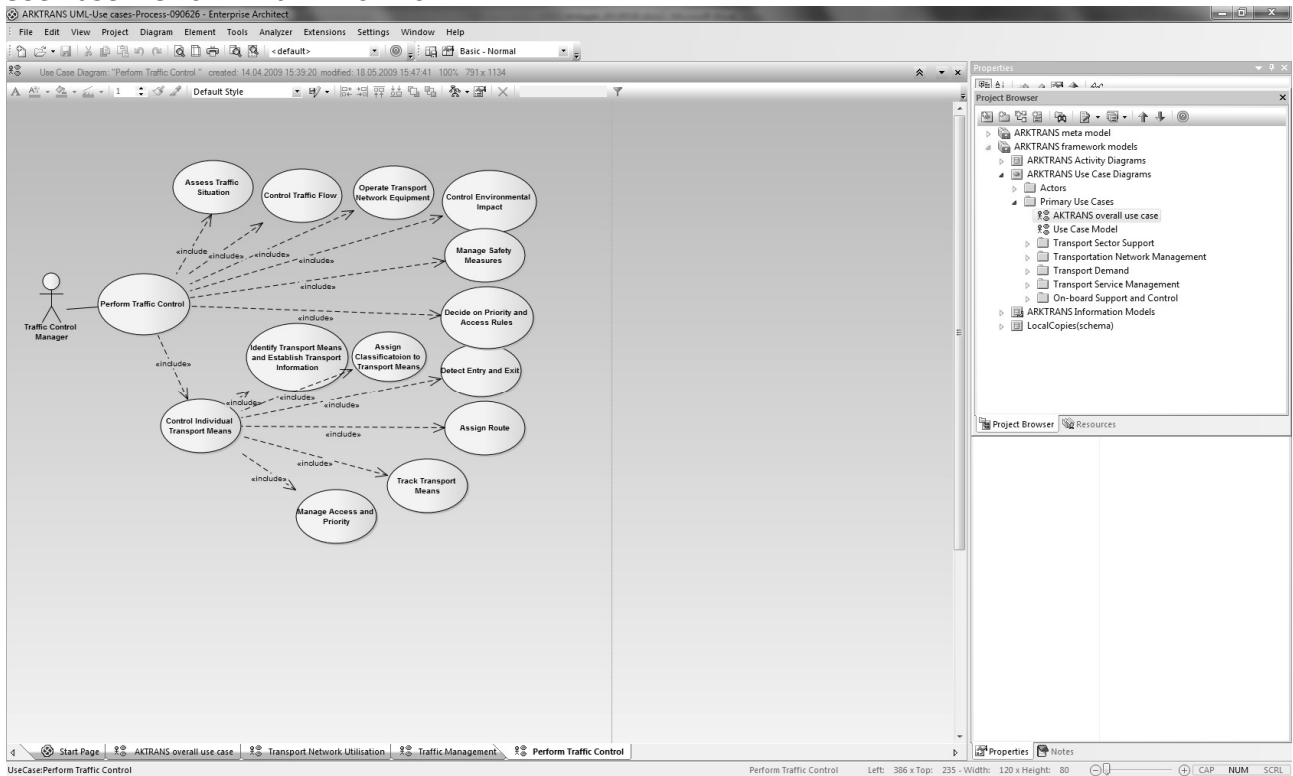 ARKTRANS UML-Use cases-Process-090626 - Enterprise Architect
File Edit View Project Diagram Element Tools Analyzer Extensions Settings Window Help
<default> Basic - Normal
Use Case Diagram: "Perform Traffic Control " created: 14.04.2009 15:39:20 modified: 18.05.2009 15:47:41 100% 791 x 1134
1 Default Style
Assess Traffic
Situation
Control Traffic Flow
Operate Transport
Network Equipment
Control Environmental
Impact
«include
«include»
«include»
«include»
Manage Safety
Measures
«include»
Perform Traffic Control
Traffic Control
Manager
«include»
Decide on Priority and
Access Rules
«include»
Identify Transport Means
and Establish Transport
Information
Assign
Classificatoion to
Transport Means
Detect Entry and Exit
«include»
«include»
«include»
Control Individual
Transport Means
«include»
Assign Route
«include»
«include»
Track Transport
Means
Manage Access and
Priority
Properties
Project Browser
ARKTRANS meta model
ARKTRANS framework models
ARKTRANS Activity Diagrams
ARKTRANS Use Case Diagrams
Actors
Primary Use Cases
AKTRANS overall use case
Use Case Model
Transport Sector Support
Transportation Network Management
Transport Demand
Transport Service Management
On-board Support and Control
ARKTRANS Information Models
LocalCopies(schema)
Project Browser Resources
Start Page AKTRANS overall use case Transport Network Utilisation Traffic Management Perform Traffic Control
Properties Notes
UseCase:Perform Traffic Control Perform Traffic Control Left: 386 x Top: 235 - Width: 120 x Height: 80 CAP NUM SCRL